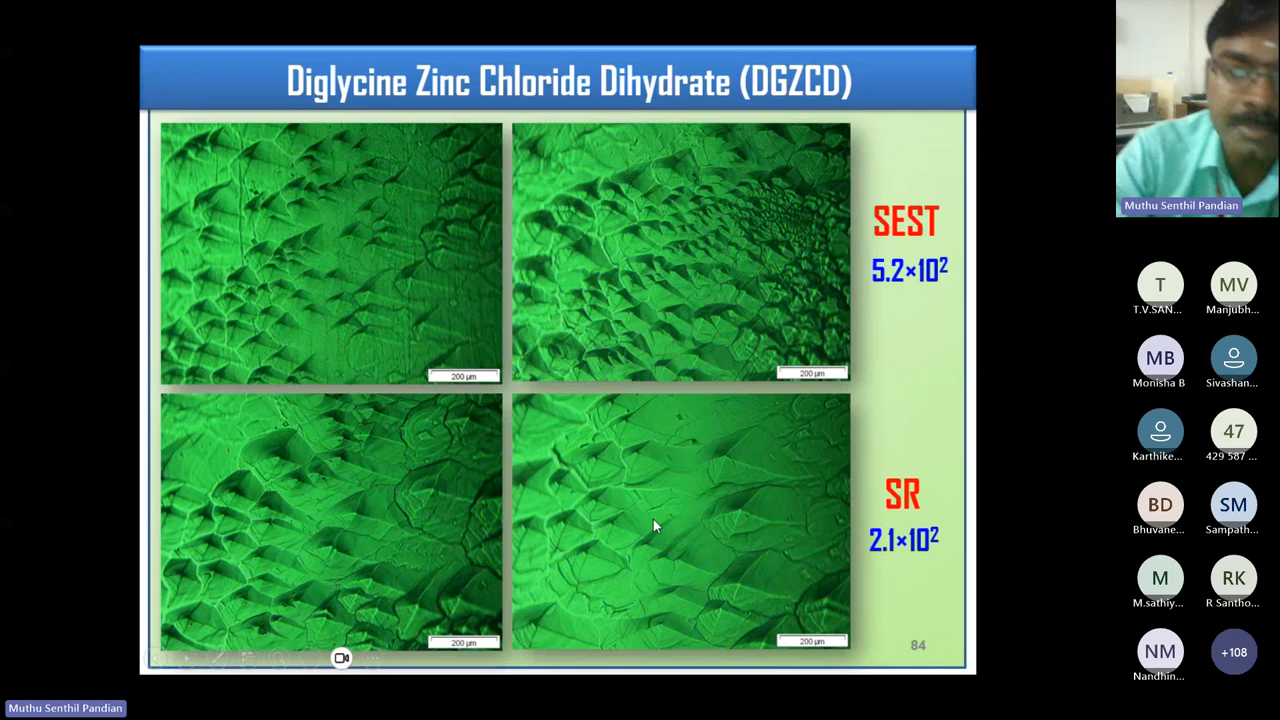 Diglycine Zinc Chloride Dihydrate (DGZCD)
200 µm
200 µm
SEST
5.2×10²
200 µm
200 µm
SR
2.1×10²
84
Muthu Senthil Pandian
T
T.V.SAN...
MV
Manjubh...
MB
Monisha B
Sivashan...
Karthike...
47
429 587 ...
BD
Bhuvane...
SM
Sampath...
M
M.sathiy...
RK
R Santho...
NM
Nandhin...
+108
Muthu Senthil Pandian